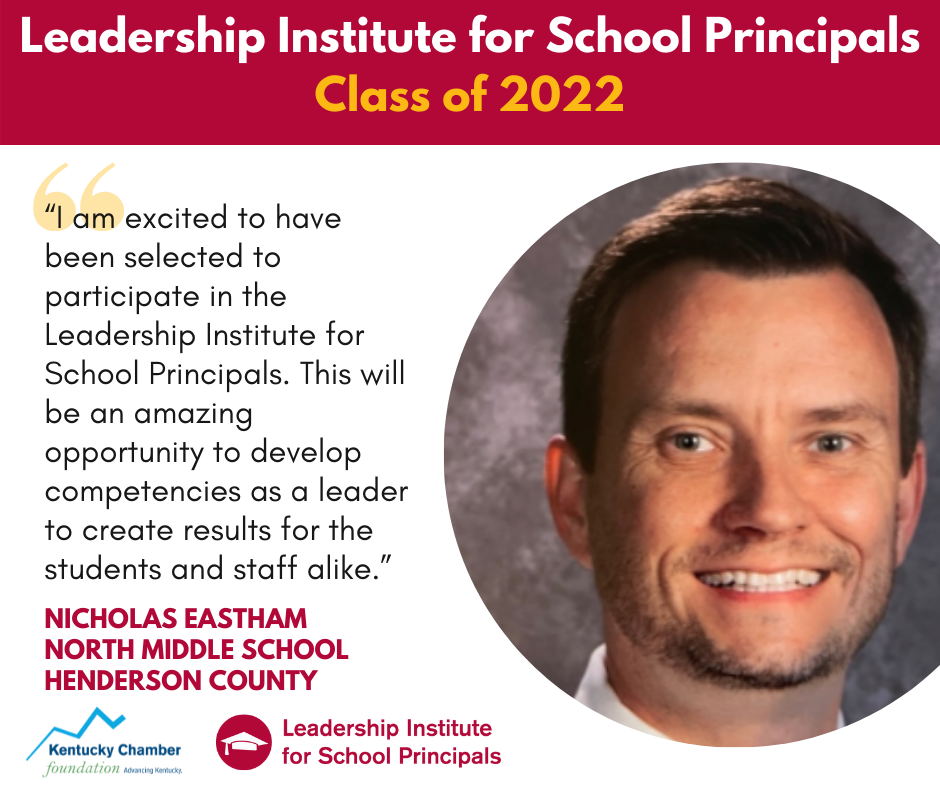 Leadership Institute for School Principals
Class of 2022
“I am excited to have
been selected to
participate in the
Leadership Institute for
School Principals. This will
be an amazing
opportunity to develop
competencies as a leader
to create results for the
students and staff alike.”
NICHOLAS EASTHAM
NORTH MIDDLE SCHOOL
HENDERSON COUNTY
Kentucky Chamber
foundation Advancing Kentucky.
Leadership Institute
for School Principals